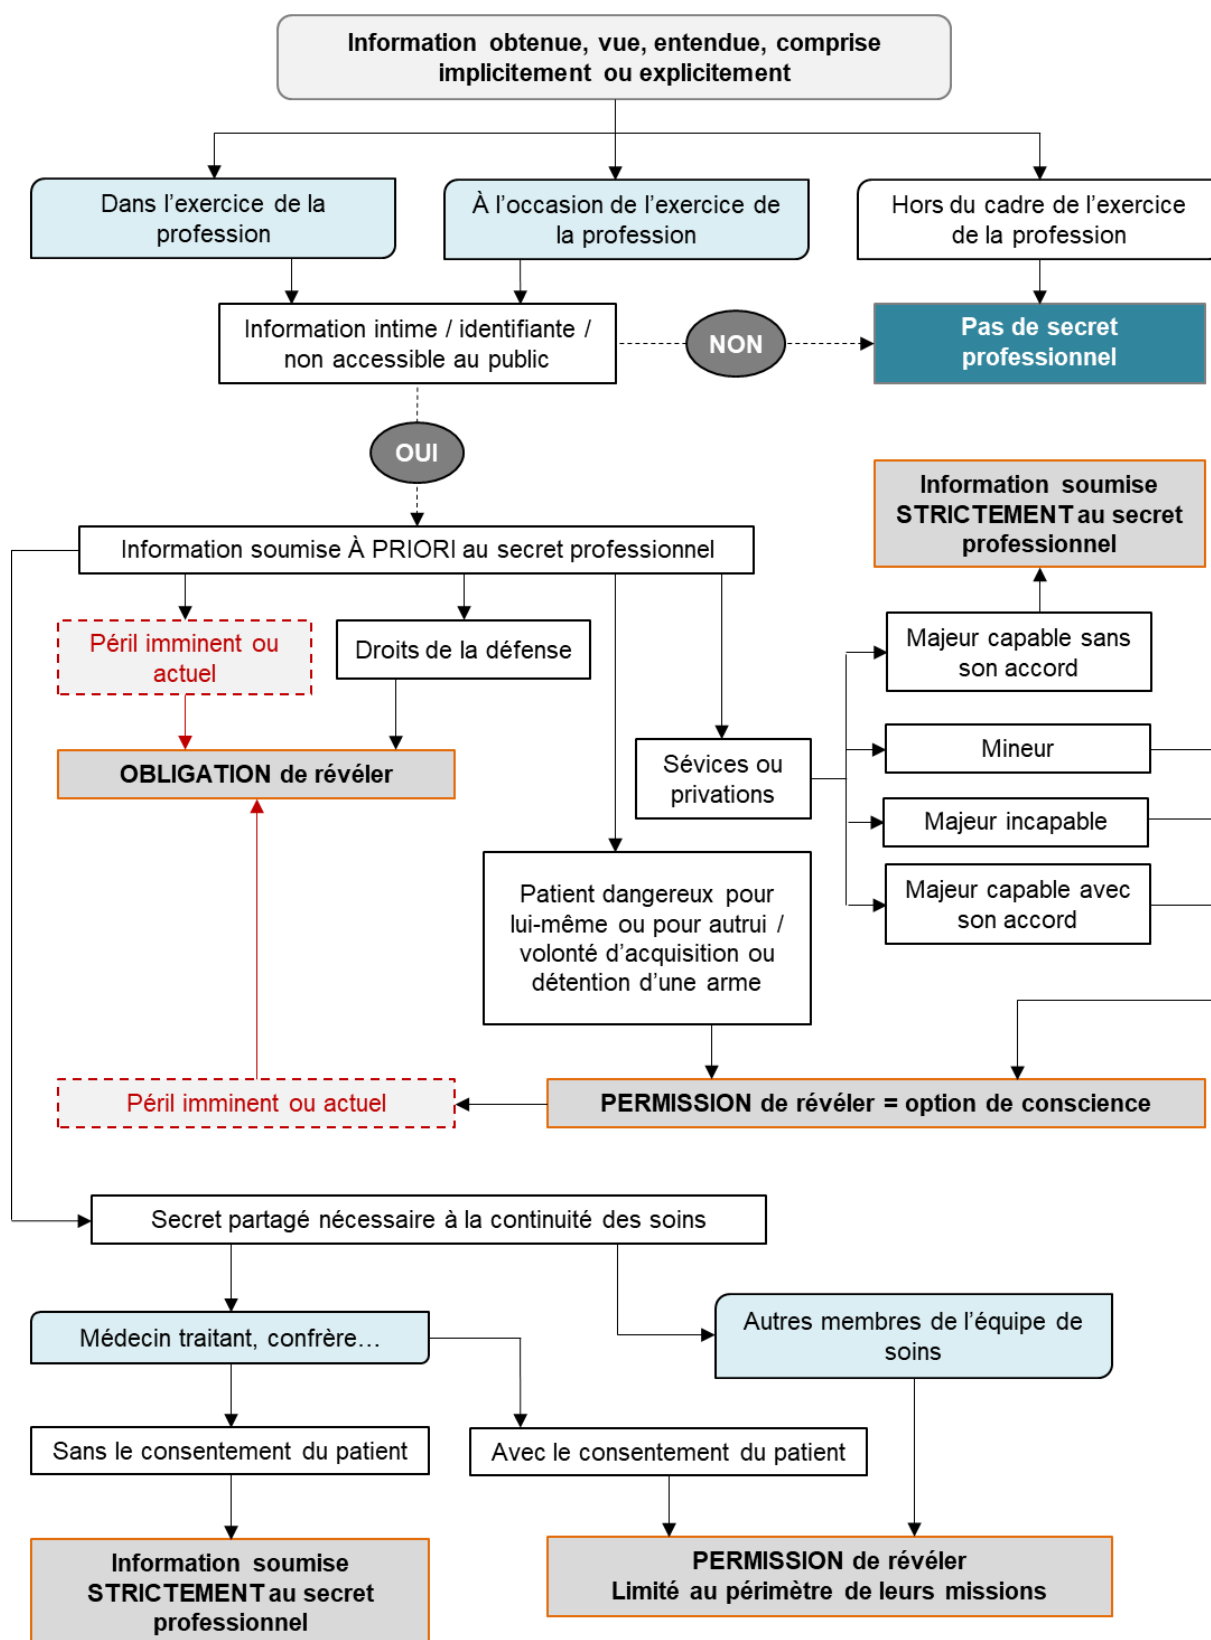 Information obtenue, vue, entendue, comprise
implicitement ou explicitement
Dans l’exercice de la
profession
À l’occasion de l’exercice de
la profession
Hors du cadre de l’exercice
de la profession
Information intime / identifiante /
non accessible au public
NON
Pas de secret
professionnel
OUI
Information soumise
STRICTEMENT au secret
professionnel
Information soumise À PRIORI au secret professionnel
Péril imminent ou
actuel
Droits de la défense
Majeur capable sans
son accord
OBLIGATION de révéler
Sévices ou
privations
Mineur
Majeur incapable
Majeur capable avec
son accord
Patient dangereux pour
lui-même ou pour autrui /
volonté d’acquisition ou
détention d’une arme
Péril imminent ou actuel
PERMISSION de révéler = option de conscience
Secret partagé nécessaire à la continuité des soins
Médecin traitant, confrère…
Autres membres de l’équipe de
soins
Sans le consentement du patient
Avec le consentement du patient
Information soumise
STRICTEMENT au secret
professionnel
PERMISSION de révéler
Limité au périmètre de leurs missions